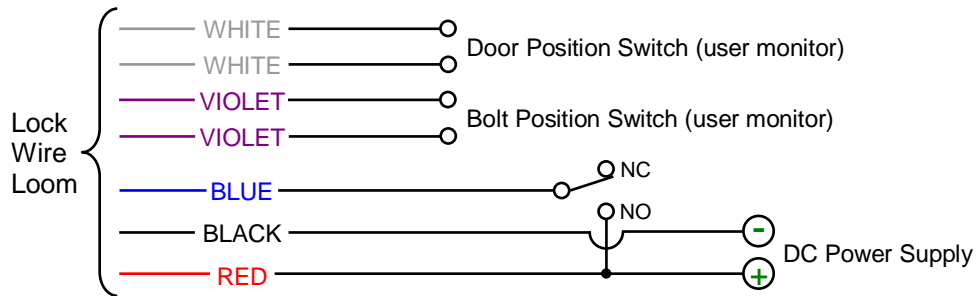 WHITE
Door Position Switch (user monitor)
WHITE
VIOLET
Bolt Position Switch (user monitor)
VIOLET
Lock
Wire
Loom
NC
BLUE
NO
BLACK
-
DC Power Supply
RED
+